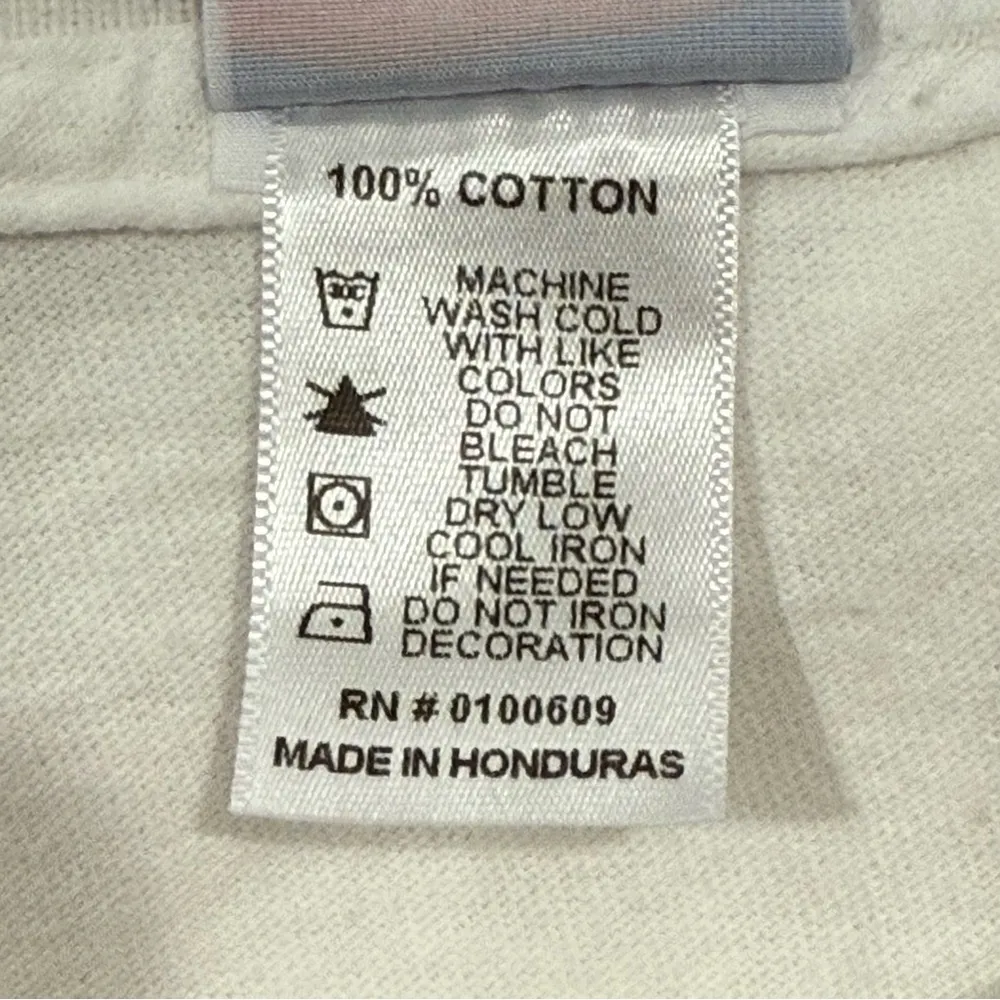 100% COTTON
30C
MACHINE
WASH COLD
WITH LIKE
COLORS
DO NOT
BLEACH
TUMBLE
DRY LOW
COOL IRON
IF NEEDED
DO NOT IRON
DECORATION
RN # 0100609
MADE IN HONDURAS